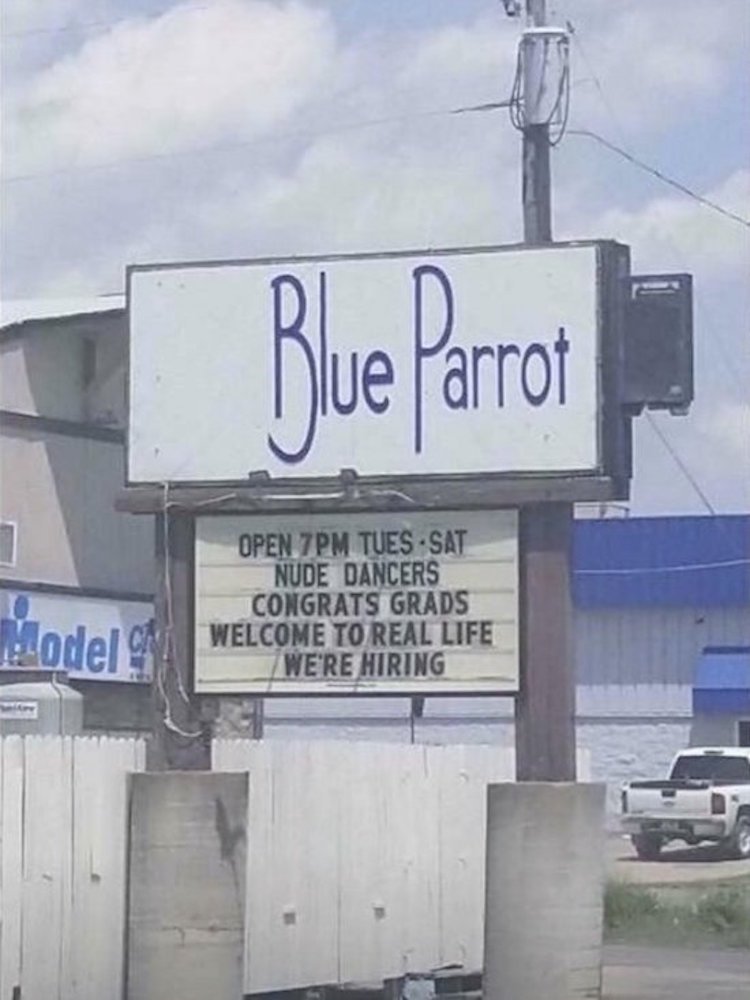 Blue Parrot
OPEN 7PM TUES·SAT
NUDE DANCERS
CONGRATS GRADS
WELCOME TO REAL LIFE
WE'RE HIRING
Model